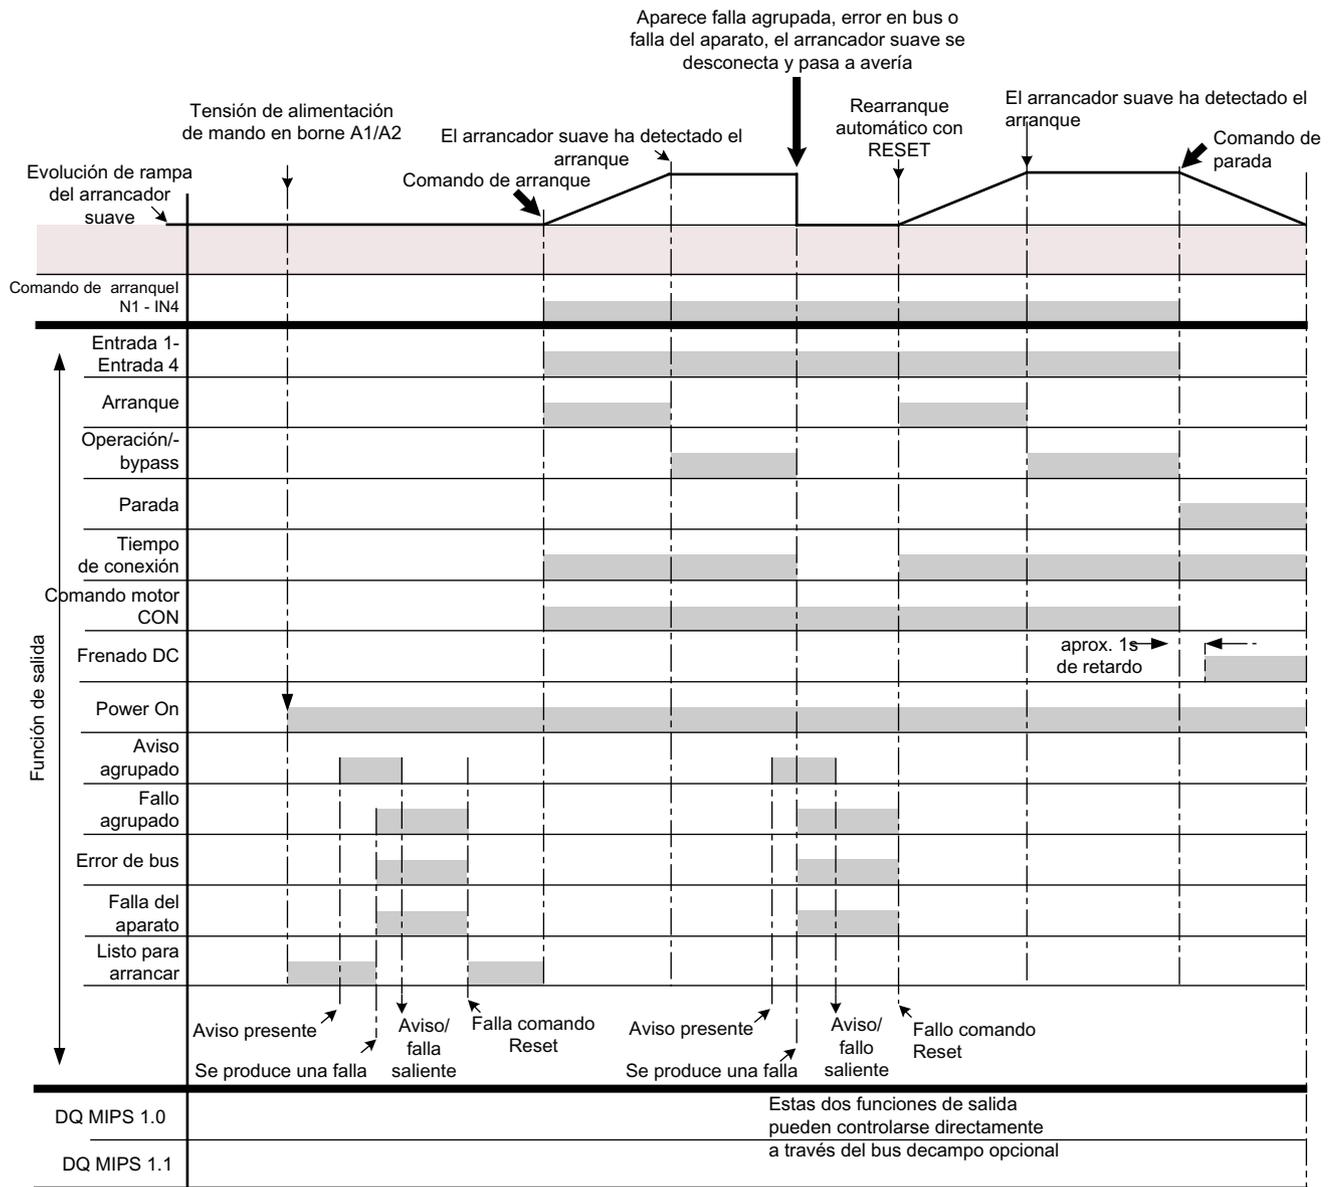 Aparece falla agrupada, error en bus o
falla del aparato, el arrancador suave se
desconecta y pasa a avería
Tensión de alimentación
de mando en borne A1/A2
El arrancador suave ha detectado el
arranque
Rearranque
automático con
RESET
El arrancador suave ha detectado el
arranque
Comando de
parada
Evolución de rampa
del arrancador
suave
Comando de arranque
Comando de arranquel
N1 - IN4
Función de salida
Entrada 1-
Entrada 4
Arranque
Operación/-
bypass
Parada
Tiempo
de conexión
Comando motor
CON
Frenado DC
aprox. 1s
de retardo
Power On
Aviso
agrupado
Fallo
agrupado
Error de bus
Falla del
aparato
Listo para
arrancar
Aviso presente
Se produce una falla
Aviso/
falla
saliente
Falla comando
Reset
Aviso presente
Se produce una falla
Aviso/
fallo
saliente
Fallo comando
Reset
DQ MIPS 1.0
DQ MIPS 1.1
Estas dos funciones de salida
pueden controlarse directamente
a través del bus decampo opcional